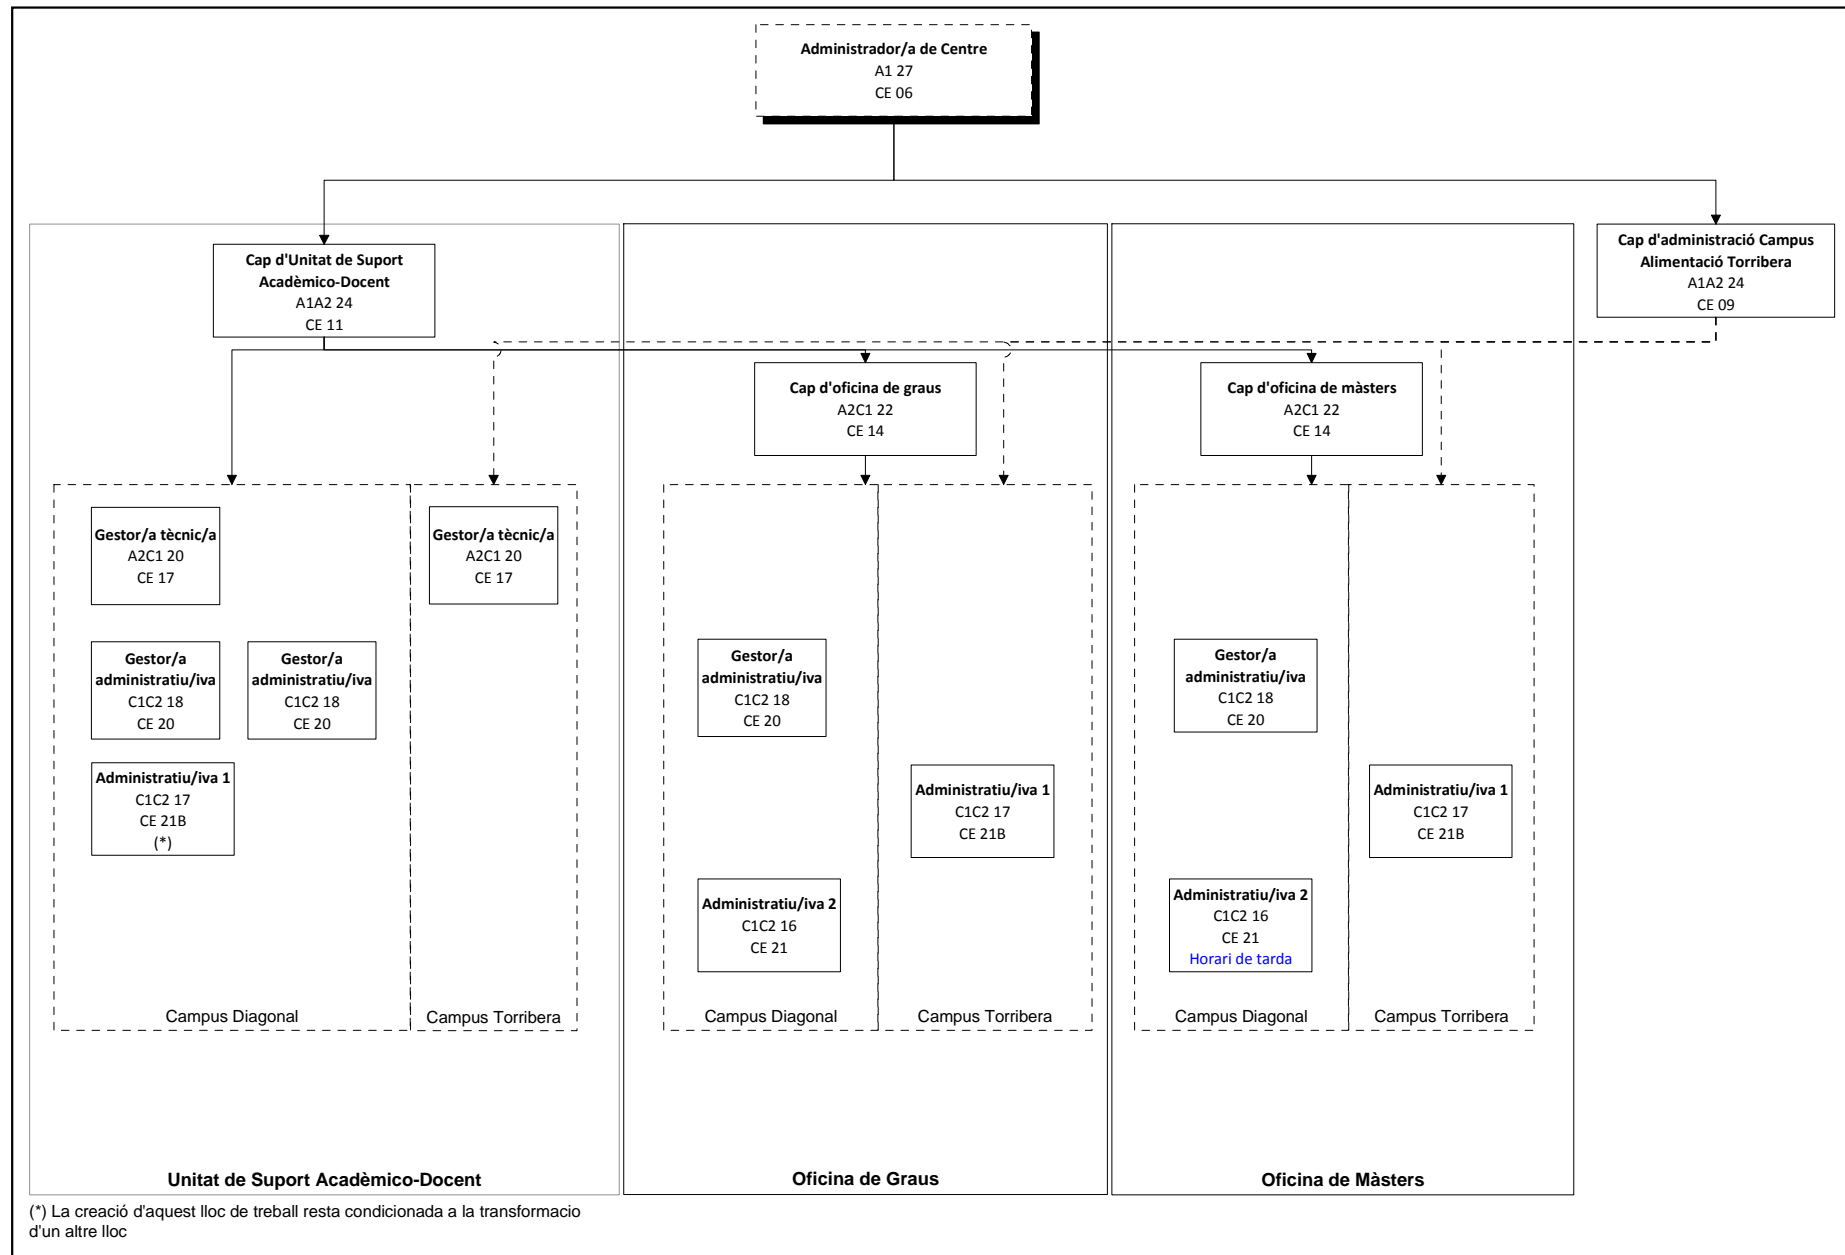 Administrador/a de Centre
A1 27
CE 06
Cap d'Unitat de Suport
Acadèmico-Docent
A1A2 24
CE 11
Cap d'administració Campus
Alimentació Torribera
A1A2 24
CE 09
Cap d'oficina de graus
A2C1 22
CE 14
Cap d'oficina de màsters
A2C1 22
CE 14
Gestor/a tècnic/a
A2C1 20
CE 17
Gestor/a
administratiu/iva
C1C2 18
CE 20
Gestor/a
administratiu/iva
C1C2 18
CE 20
Administratiu/iva 1
C1C2 17
CE 21B
(*)
Campus Diagonal
Gestor/a tècnic/a
A2C1 20
CE 17
Campus Torribera
Unitat de Suport Acadèmico-Docent
Gestor/a
administratiu/iva
C1C2 18
CE 20
Administratiu/iva 2
C1C2 16
CE 21
Campus Diagonal
Administratiu/iva 1
C1C2 17
CE 21B
Campus Torribera
Oficina de Graus
Gestor/a
administratiu/iva
C1C2 18
CE 20
Administratiu/iva 2
C1C2 16
CE 21
Horari de tarda
Campus Diagonal
Administratiu/iva 1
C1C2 17
CE 21B
Campus Torribera
Oficina de Màsters
(*) La creació d'aquest lloc de treball resta condicionada a la transformacio
d'un altre lloc